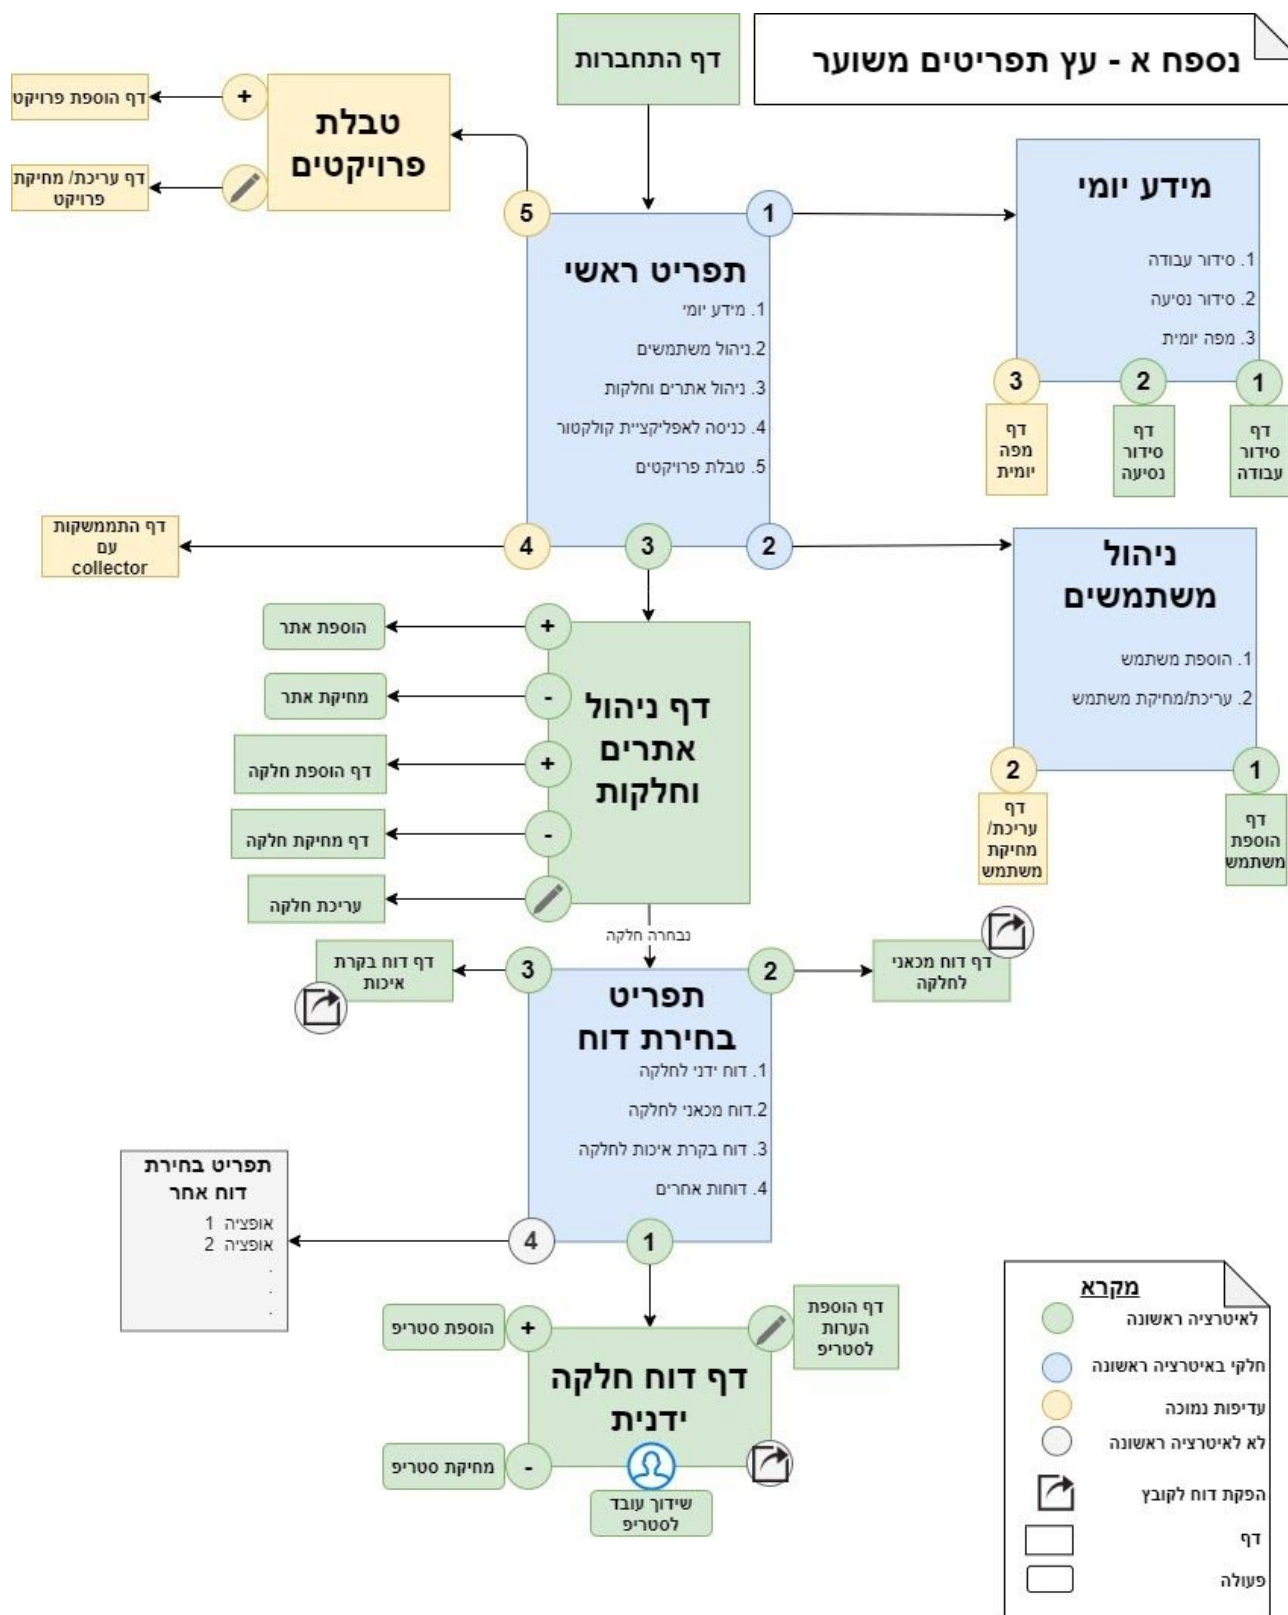 נספח א - עץ תפריטים משוער
דף התחברות
טבלת
פרויקטים
+
דף הוספת פרויקט
דף עריכת/ מחיקת
פרויקט
5
1
תפריט ראשי
1. מידע יומי
2.ניהול משתמשים
3. ניהול אתרים וחלקות
4. כניסה לאפליקציית קולקטור
5. טבלת פרויקטים
4
3
2
מידע יומי
1. סידור עבודה
2. סידור נסיעה
3. מפה יומית
1
2
3
דף
סידור
עבודה
דף
סידור
נסיעה
דף
מפה
יומית
דף התממשקות
עם
collector
ניהול
משתמשים
1. הוספת משתמש
2. עריכת/מחיקת משתמש
1
2
דף
הוספת
משתמש
דף
עריכת/
מחיקת
משתמש
דף ניהול
אתרים
וחלקות
+
הוספת אתר
-
מחיקת אתר
+
דף הוספת חלקה
-
דף מחיקת חלקה
עריכת חלקה
נבחרה חלקה
2
דף דוח מכאני
לחלקה
3
דף דוח בקרת
איכות
תפריט
בחירת דוח
1. דוח ידני לחלקה
2.דוח מכאני לחלקה
3. דוח בקרת איכות לחלקה
4. דוחות אחרים
1
4
תפריט בחירת
דוח אחר
אופציה 1
אופציה 2
.
.
.
דף דוח חלקה
ידנית
דף הוספת
הערות
לסטריפ
+
הוספת סטריפ
-
מחיקת סטריפ
שידוך עובד
לסטריפ
מקרא
לאיטרציה ראשונה
חלקי באיטרציה ראשונה
עדיפות נמוכה
לא לאיטרציה ראשונה
הפקת דוח לקובץ
דף
פעולה